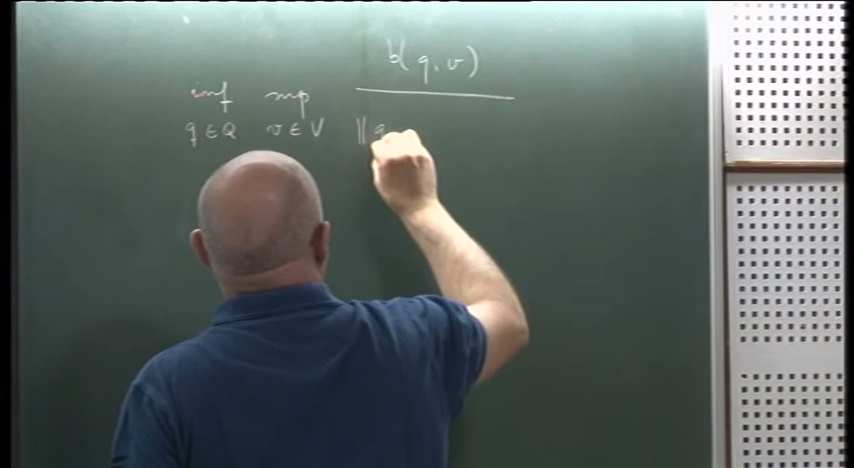 b(q, v)
inf sup
q ∈ Q v ∈ V ‖q